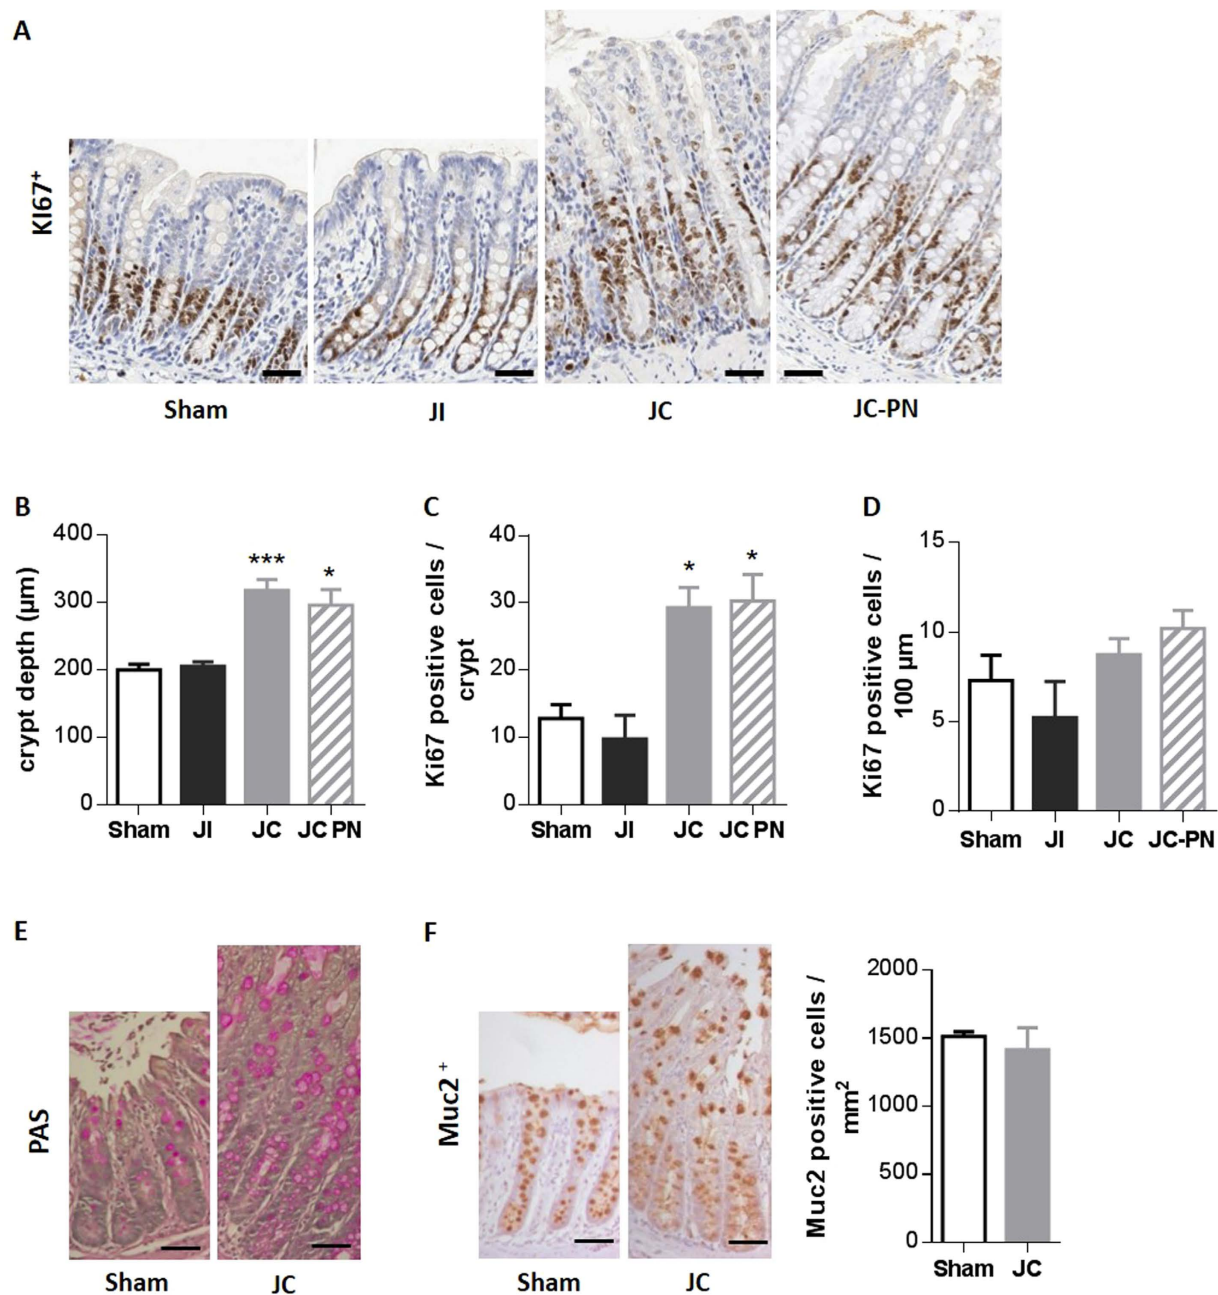 A
KI67+
Sham
JI
JC
JC-PN
B
crypt depth (µm)
400
300
200
100
0
***
*
Sham
JI
JC
JC PN
C
Ki67 positive cells /
crypt
40
30
20
10
0
*
*
Sham
JI
JC
JC PN
D
Ki67 positive cells /
100 µm
15
10
5
0
Sham
JI
JC
JC-PN
E
PAS
Sham
JC
F
Muc2 +
Sham
JC
Muc2 positive cells /
mm2
2000
1500
1000
500
0
Sham
JC